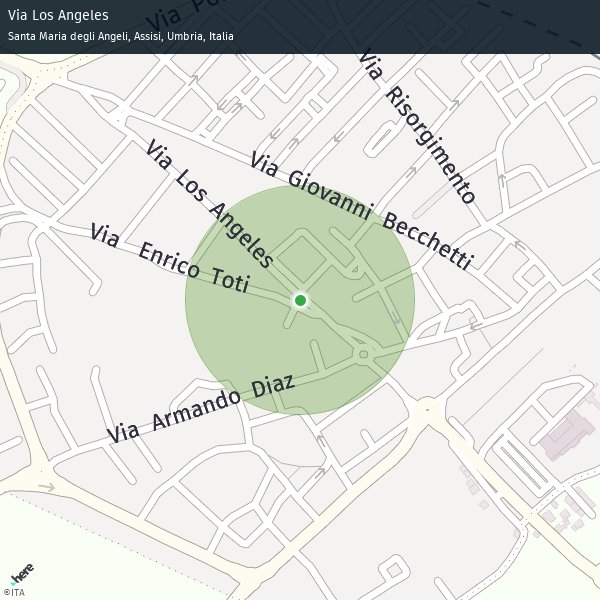 Via Los Angeles
Santa Maria degli Angeli, Assisi, Umbria, Italia
Via
Via Risorgimento
Via Los Angeles
Via Giovanni Becchetti
Via Enrico Toti
Via Armando Diaz
here
©ITA